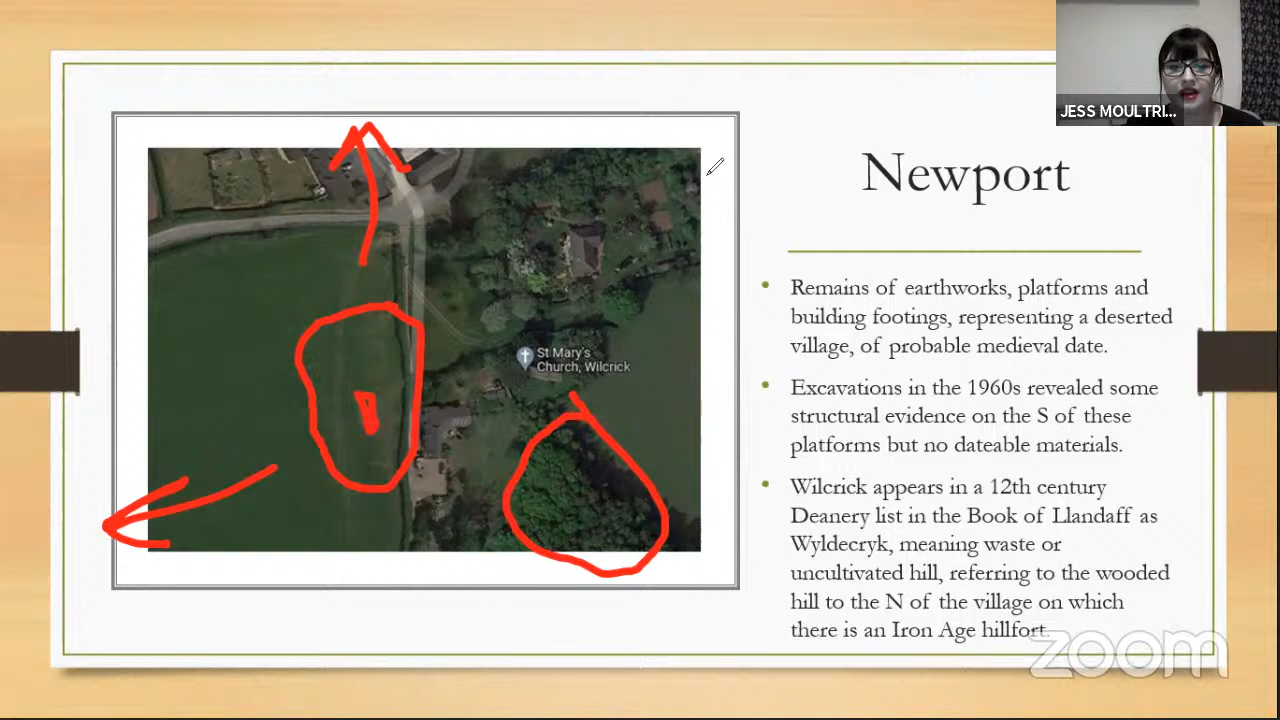 JESS MOULTRI...
Newport
St Mary's
Church, Wilcrick
Remains of earthworks, platforms and
building footings, representing a deserted
village, of probable medieval date.
Excavations in the 1960s revealed some
structural evidence on the S of these
platforms but no dateable materials.
Wilcrick appears in a 12th century
Deanery list in the Book of Llandaff as
Wyldecryk, meaning waste or
uncultivated hill, referring to the wooded
hill to the N of the village on which
there is an Iron Age hillfort.
zoom